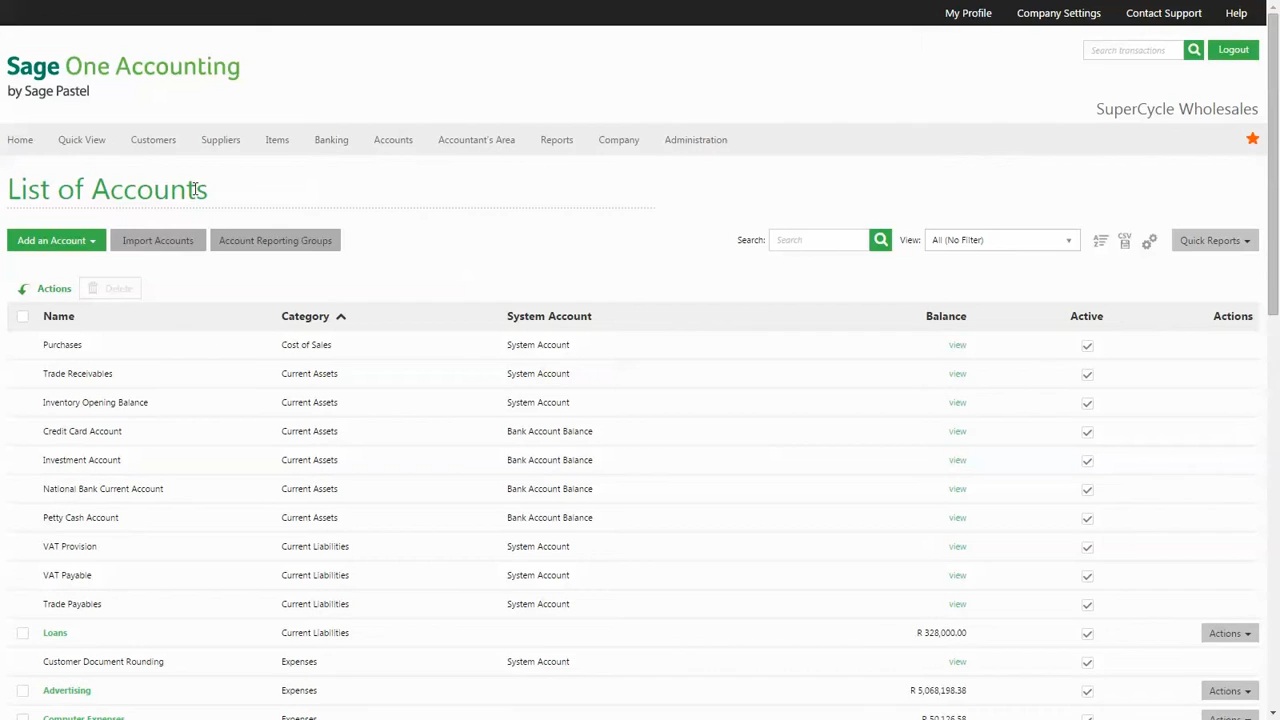 My Profile Company Settings Contact Support Help
Search transactions Logout
Sage One Accounting
by Sage Pastel
SuperCycle Wholesales
Home Quick View Customers Suppliers Items Banking Accounts Accountant's Area Reports Company Administration
List of Accounts
Add an Account Import Accounts Account Reporting Groups Search: Search View: All (No Filter) CSV Quick Reports
Actions Delete
Name Category System Account Balance Active Actions
Purchases Cost of Sales System Account view
Trade Receivables Current Assets System Account view
Inventory Opening Balance Current Assets System Account view
Credit Card Account Current Assets Bank Account Balance view
Investment Account Current Assets Bank Account Balance view
National Bank Current Account Current Assets Bank Account Balance view
Petty Cash Account Current Assets Bank Account Balance view
VAT Provision Current Liabilities System Account view
VAT Payable Current Liabilities System Account view
Trade Payables Current Liabilities System Account view
Loans Current Liabilities R 328,000.00 Actions
Customer Document Rounding Expenses System Account view
Advertising Expenses R 5,068,198.38 Actions
Computer Expenses Expenses R 50,126.58 Actions